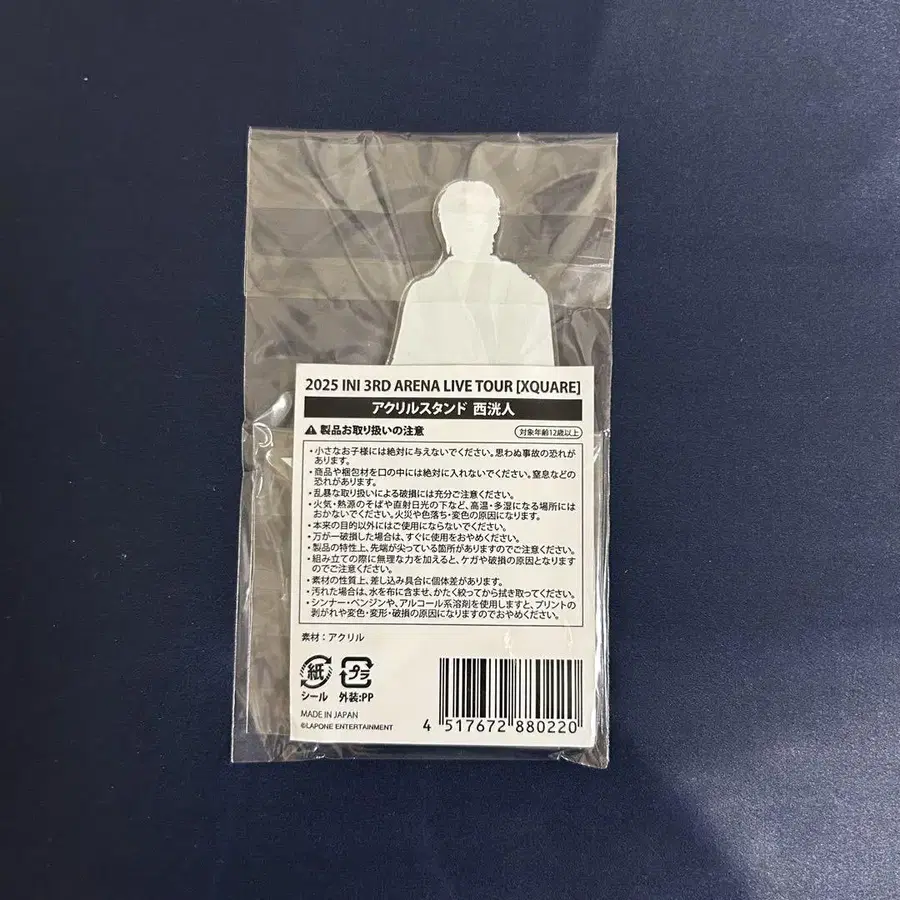 2025 INI 3RD ARENA LIVE TOUR [XQUARE]
アクリルスタンド 西洸人
⚠ 製品お取り扱いの注意
対象年齢12歳以上
・小さなお子様には絶対に与えないでください。思わぬ事故の恐れが
あります。
・商品や梱包材を口の中には絶対に入れないでください。窒息などの
恐れがあります。
・乱暴な取り扱いによる破損には充分ご注意ください。
・火気・熱源のそばや直射日光の下など、高温・多湿になる場所には
おかないでください。火災や色落ち・変色の原因になります。
・本来の目的以外にはご使用にならないでください。
・万が一破損した場合は、すぐに使用をおやめください。
・製品の特性上、先端が尖っている箇所がありますのでご注意ください。
・組み立ての際に無理な力を加えると、ケガや破損の原因となります
のでご注意ください。
・素材の性質上、差し込み具合に個体差があります。
・汚れた場合は、水を布に含ませ、かたく絞ってから拭き取ってください。
・シンナー・ベンジンや、アルコール系溶剤を使用しますと、プリントの
剥がれや変色・変形・破損の原因になりますのでおやめください。
素材：アクリル
紙
シール
プラ
外装:PP
MADE IN JAPAN
©LAPONE ENTERTAINMENT
4 517672 880220